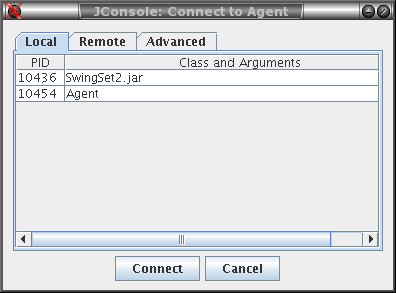 JConsole: Connect to Agent
Local Remote Advanced
PID Class and Arguments
10436 SwingSet2.jar
10454 Agent
Connect Cancel